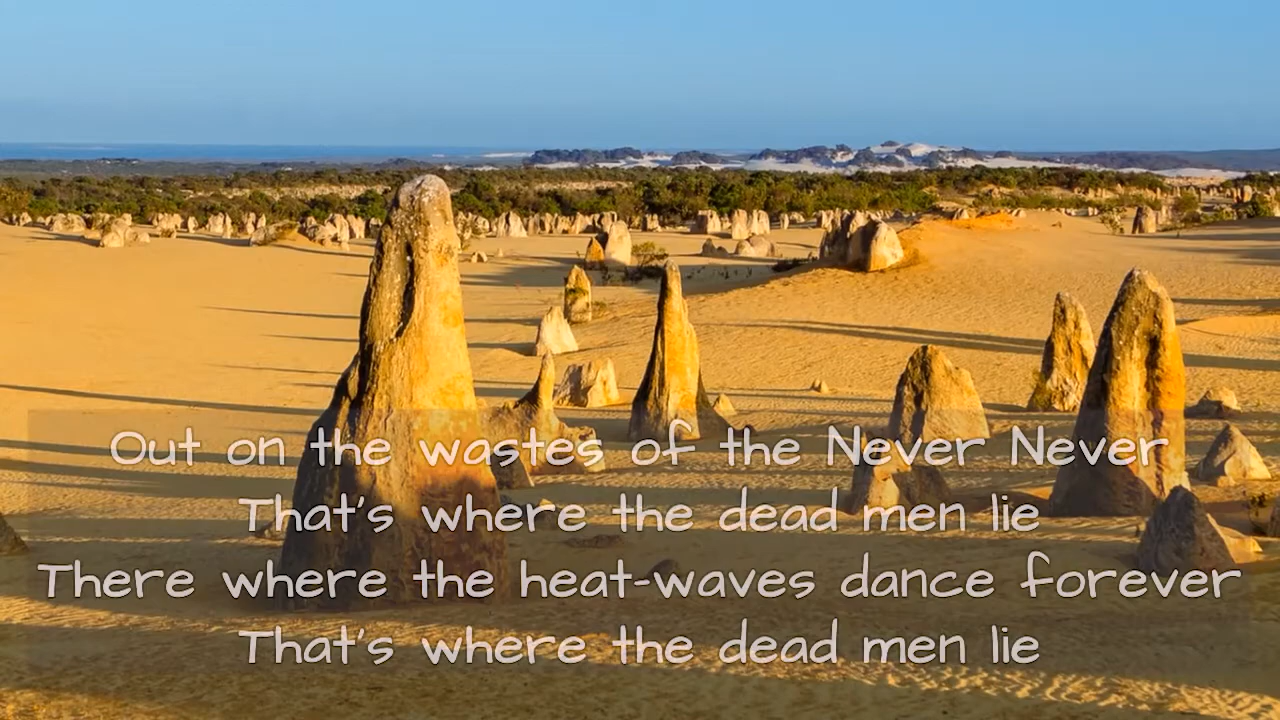 Out on the wastes of the Never Never
That's where the dead men lie
There where the heat-waves dance forever
That's where the dead men lie